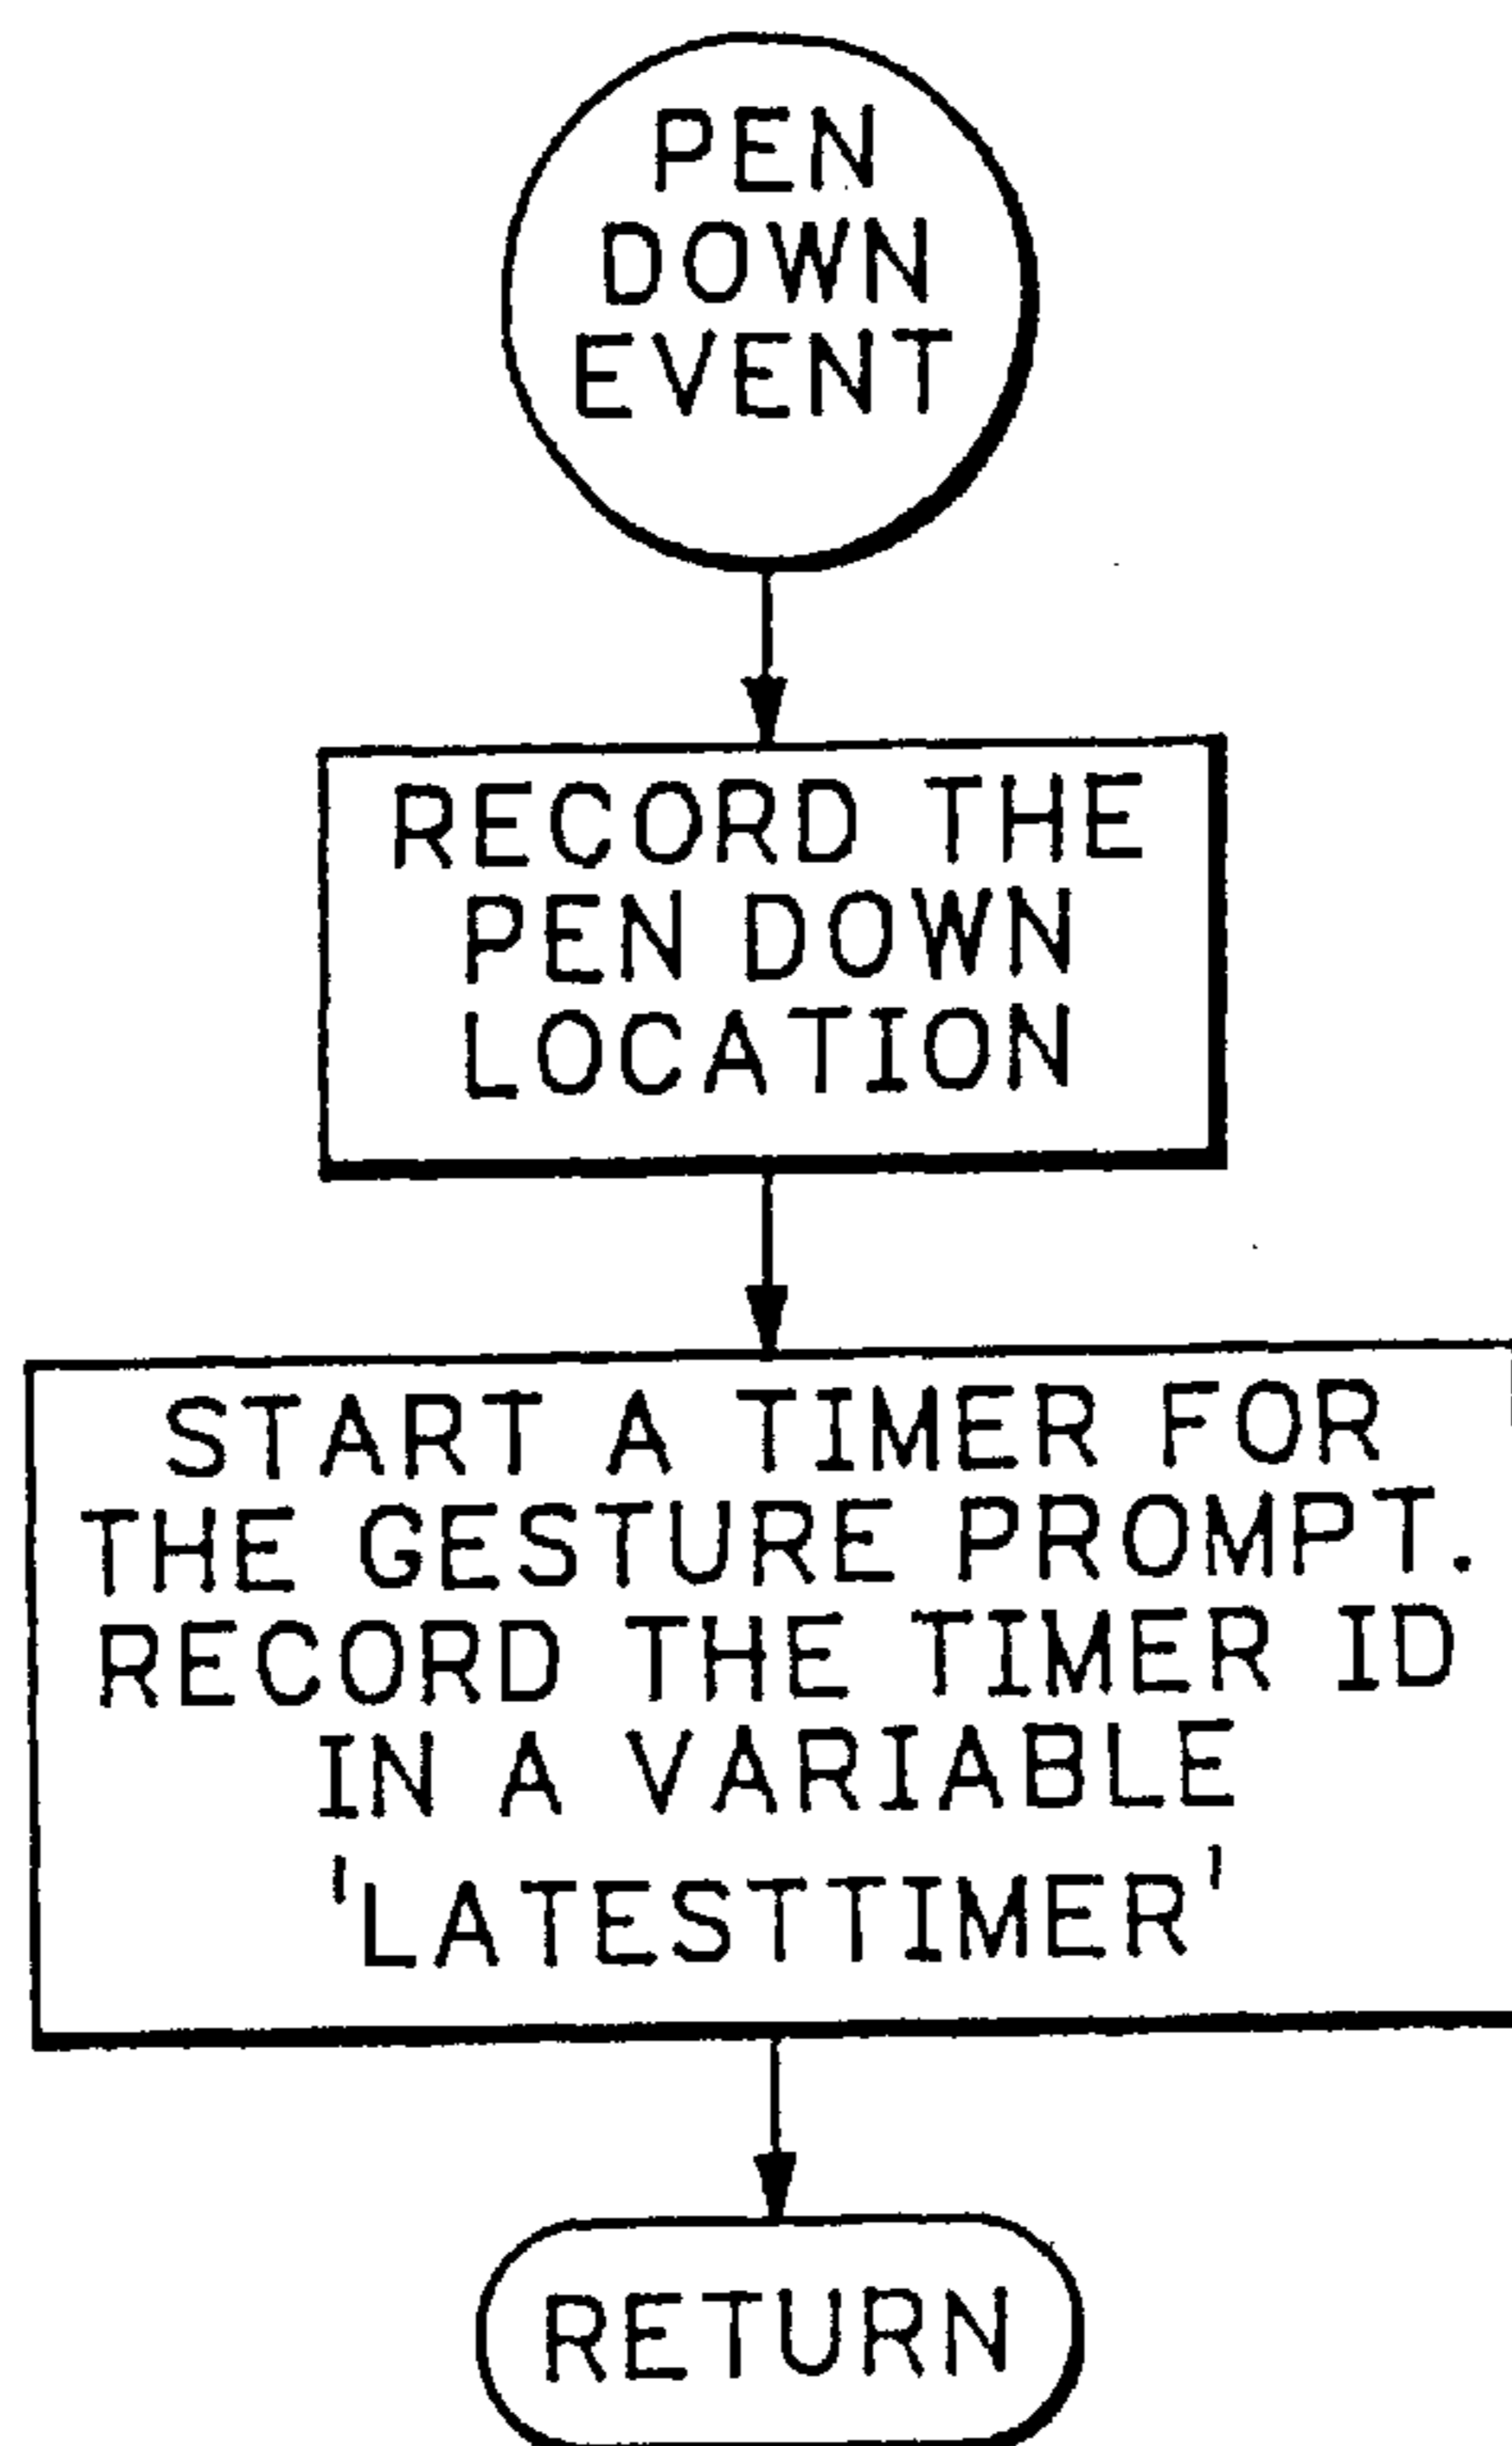 PEN
DOWN
EVENT
RECORD THE
PEN DOWN
LOCATION
START A TIMER FOR
THE GESTURE PROMPT.
RECORD THE TIMER ID
IN A VARIABLE
'LATESTTIMER'
RETURN